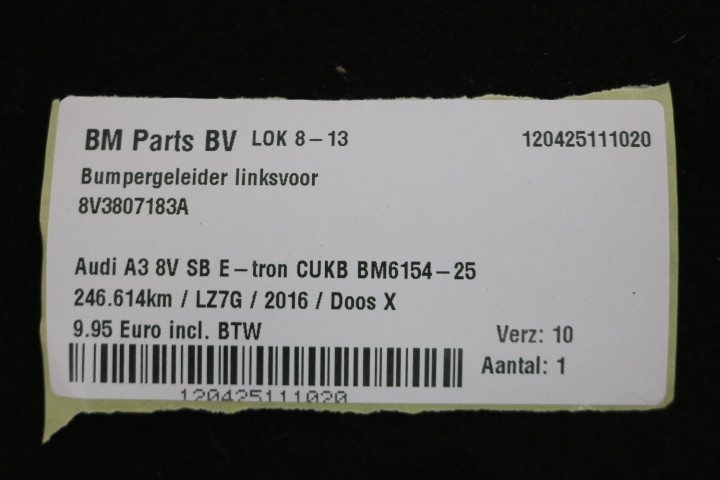 BM Parts BV LOK 8-13 120425111020
Bumpergeleider linksvoor
8V3807183A
Audi A3 8V SB E-tron CUKB BM6154-25
246.614km / LZ7G / 2016 / Doos X
9.95 Euro incl. BTW
Verz: 10
Aantal: 1
120425111020